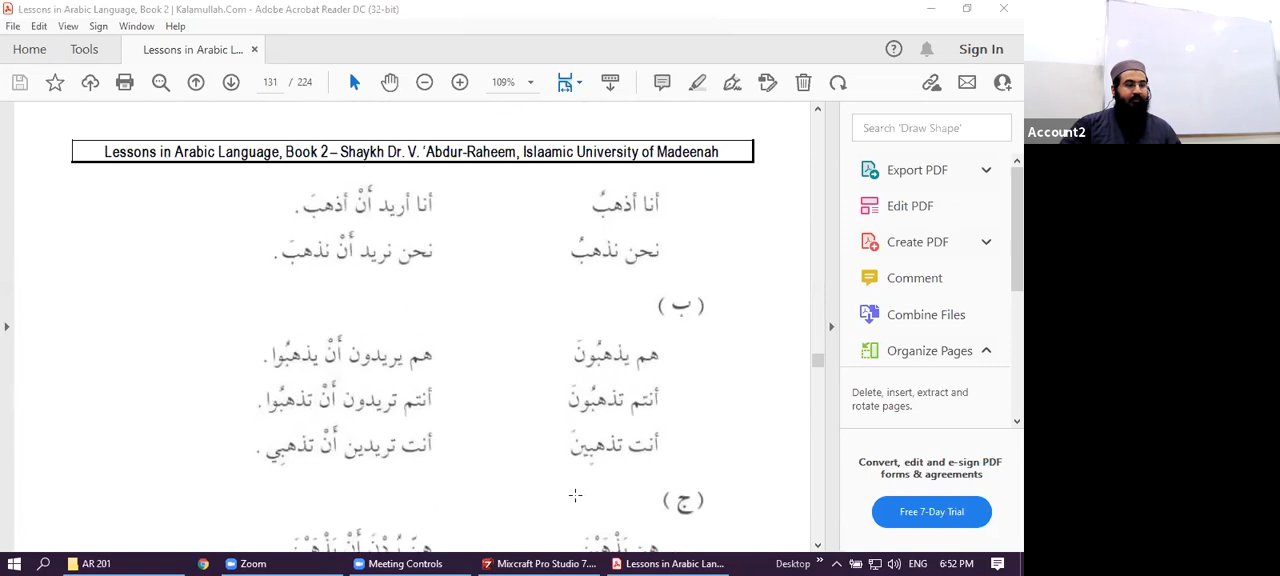 Lessons in Arabic Language, Book 2 | Kalamullah.Com - Adobe Acrobat Reader DC (32-bit)
File Edit View Sign Window Help
Home Tools Lessons in Arabic L... × Sign In
131 / 224 109%
Account2
Lessons in Arabic Language, Book 2 – Shaykh Dr. V. ‘Abdur-Raheem, Islaamic University of Madeenah
أنا أذهبُ أنا أريد أَنْ أذهبَ .
نحن نذهبُ نحن نريد أَنْ نذهبَ .
( ب )
هم يذهبُونَ هم يريدون أَنْ يذهبُوا .
أنتم تذهبُونَ أنتم تريدون أَنْ تذهبُوا .
أنت تذهبِينَ أنت تريدين أَنْ تذهبِي .
( ج )
هن يَذْهَبْنَ هنّ يُرِدْنَ أَنْ يَذْهَبْنَ
Search 'Draw Shape'
Export PDF
Edit PDF
Create PDF
Comment
Combine Files
Organize Pages
Delete, insert, extract and
rotate pages.
Convert, edit and e-sign PDF
forms & agreements
Free 7-Day Trial
AR 201 Zoom Meeting Controls Mixcraft Pro Studio 7.... Lessons in Arabic Lan... Desktop » ENG 6:52 PM